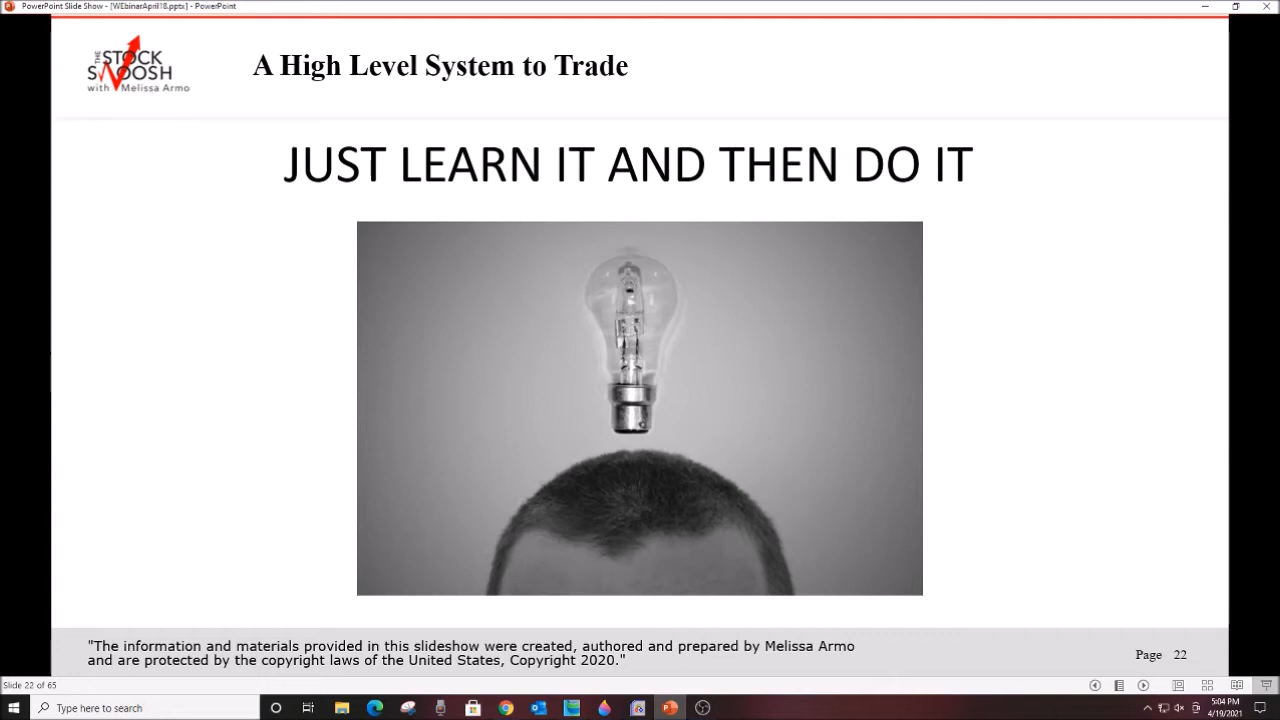 PowerPoint Slide Show - [WEbinarApril18.pptx] - PowerPoint
THE
STOCK
SWOOSH
with Melissa Armo
A High Level System to Trade
JUST LEARN IT AND THEN DO IT
"The information and materials provided in this slideshow were created, authored and prepared by Melissa Armo
and are protected by the copyright laws of the United States, Copyright 2020."
Page 22
Slide 22 of 65
Type here to search
5:04 PM
4/19/2021